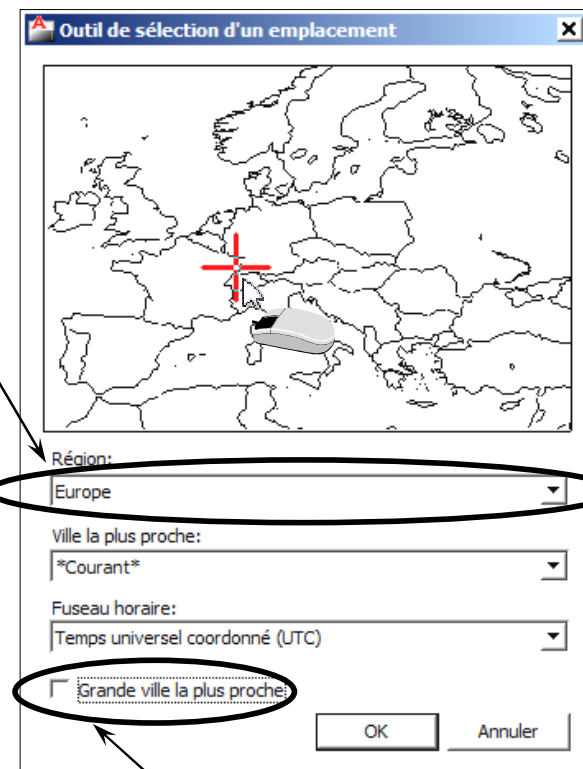 Outil de sélection d'un emplacement
Région:
Europe
Ville la plus proche:
*Courant*
Fuseau horaire:
Temps universel coordonné (UTC)
Grande ville la plus proche
OK Annuler